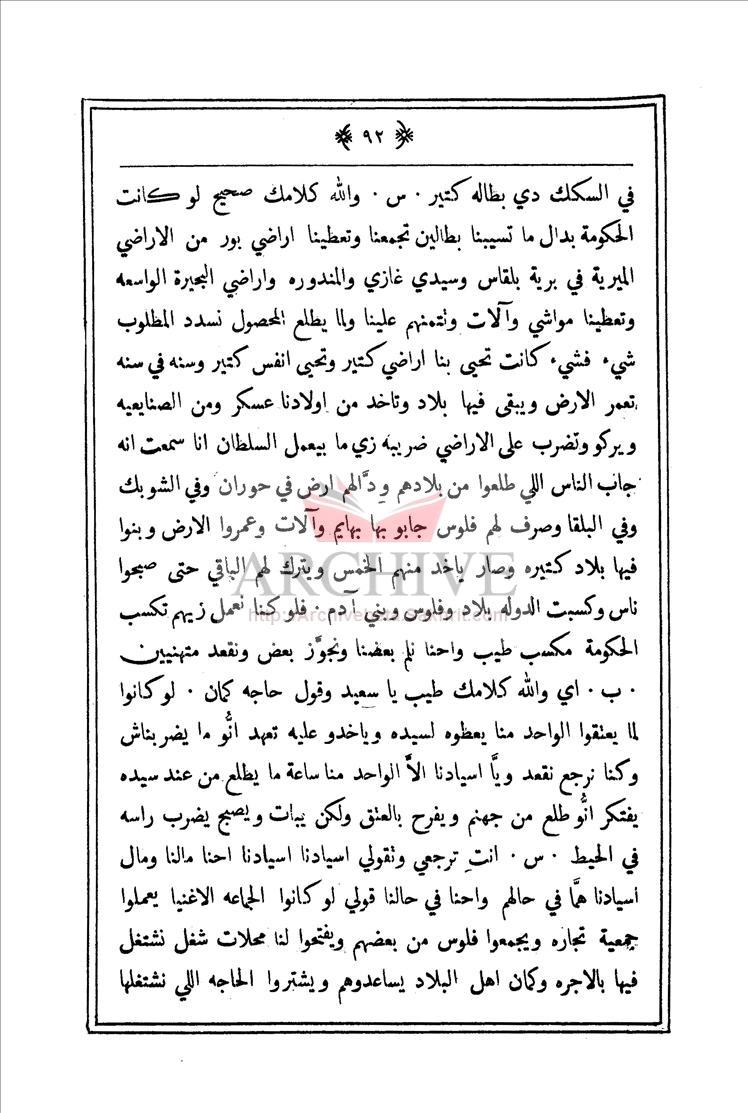 ٩٢
في السكك دي بطاله كتير . س . والله كلامك صحيح لو كانت
الحكومة بدال ما تسيبنا بطالين تجمعنا وتعطينا اراضي بور من الاراضي
الميرية في برية بلقاس وسيدي غازي والمندوره واراضي البحيرة الواسعه
وتعطينا مواشي وآلات وتتمنهم علينا ولما يطلع المحصول نسدد المطلوب
شيء فشيء كانت تحيى بنا اراضي كتير وتحيى انفس كتير وسنه في سنه
تعمر الارض ويبقى فيها بلاد وتاخد من اولادنا عسكر ومن الصنايعيه
ويركو وتضرب على الاراضي ضريبه زي ما بيعمل السلطان انا سمعت انه
جاب الناس اللي طلعوا من بلادهم وِدَّالهم ارض في حوران وفي الشوبك
وفي البلقا وصرف لهم فلوس جابو بها بهايم وآلات وعمروا الارض وبنوا
فيها بلاد كتيره وصار ياخد منهم الخمس ويترك لهم الباقي حتى صبحوا
ناس وكسبت الدوله بلاد وفلوس وبني آدم . فلو كنا نعمل زيهم تكسب
الحكومة مكسب طيب واحنا نلم بعضنا ونجوَّز بعض ونقعد متهنيين
. ب . اي والله كلامك طيب يا سعيد وقول حاجه كمان . لو كانوا
لما يعتقوا الواحد منا يعطوه لسيده وياخدو عليه تعهد انُّو ما يضربناش
وكنا نرجع نقعد ويَّا اسيادنا الاَّ الواحد منا ساعة ما يطلع من عند سيده
يفتكر انُّو طلع من جهنم ويفرح بالعتق ولكن يبات ويصبح يضرب راسه
في الحيط . س . انتِ ترجعي وتقولي اسيادنا اسيادنا احنا مالنا ومال
اسيادنا همَّا في حالهم واحنا في حالنا قولي لو كانوا الجماعه الاغنيا يعملوا
جمعية تجاره ويجمعوا فلوس من بعضهم ويفتحوا لنا محلات شغل نشتغل
فيها بالاجره وكمان اهل البلاد يساعدوهم ويشتروا الحاجه اللي نشتغلها
ARCHIVE